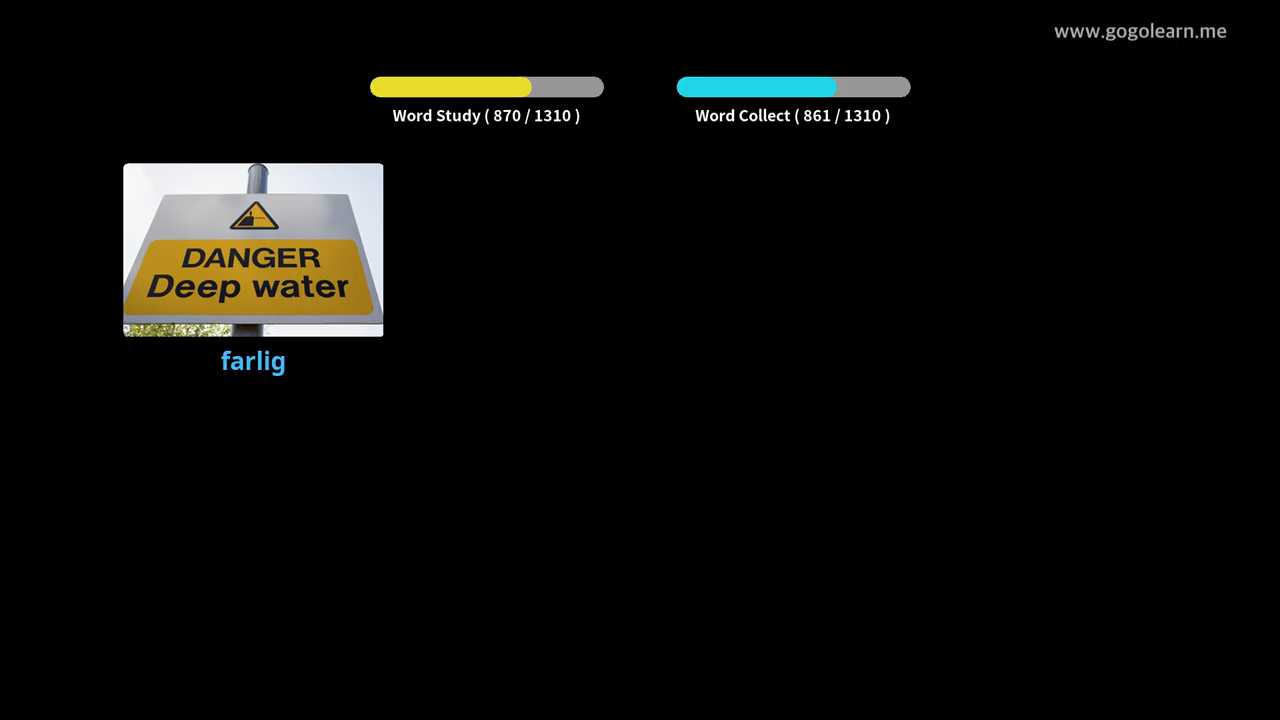 www.gogolearn.me
Word Study ( 870 / 1310 )
Word Collect ( 861 / 1310 )
DANGER
Deep water
farlig